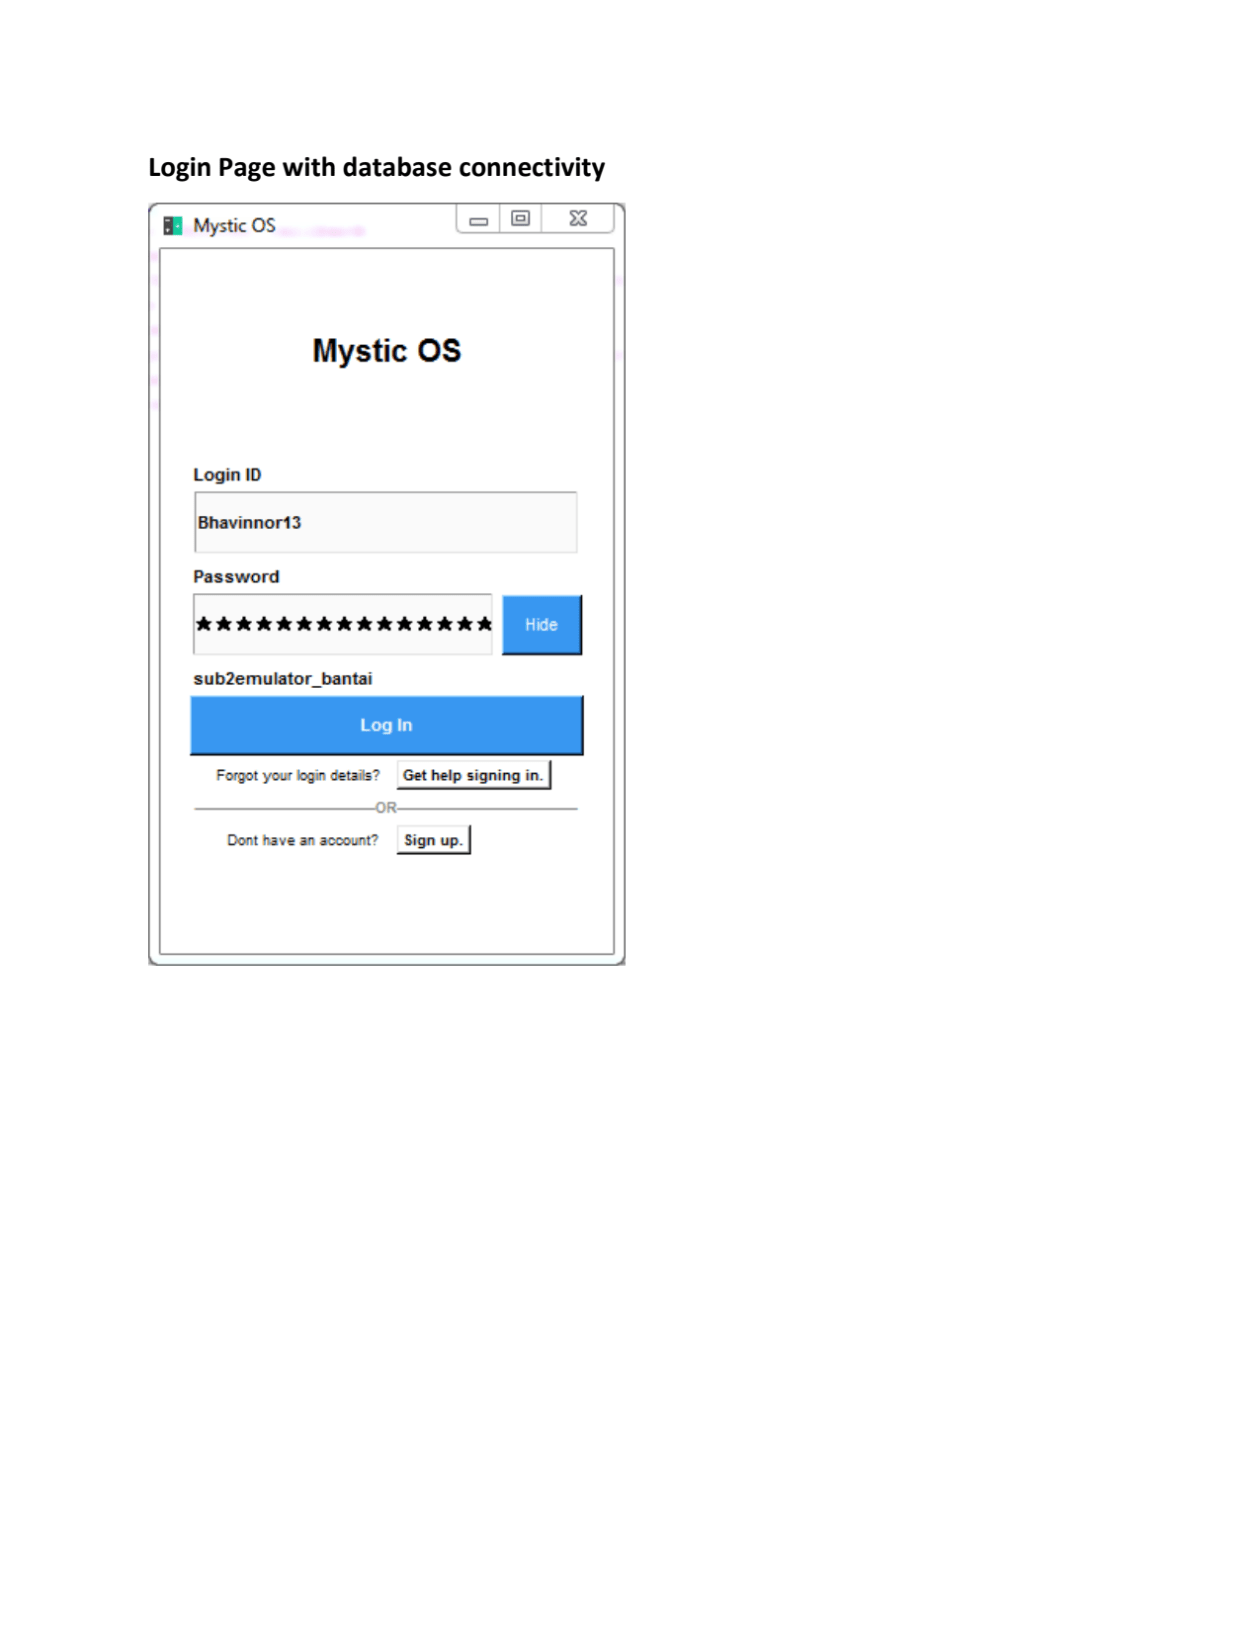 Login Page with database connectivity
Mystic OS
Mystic OS
Login ID
Bhavinnor13
Password
★★★★★★★★★★★★★★★ Hide
sub2emulator_bantai
Log In
Forgot your login details? Get help signing in.
OR
Dont have an account? Sign up.